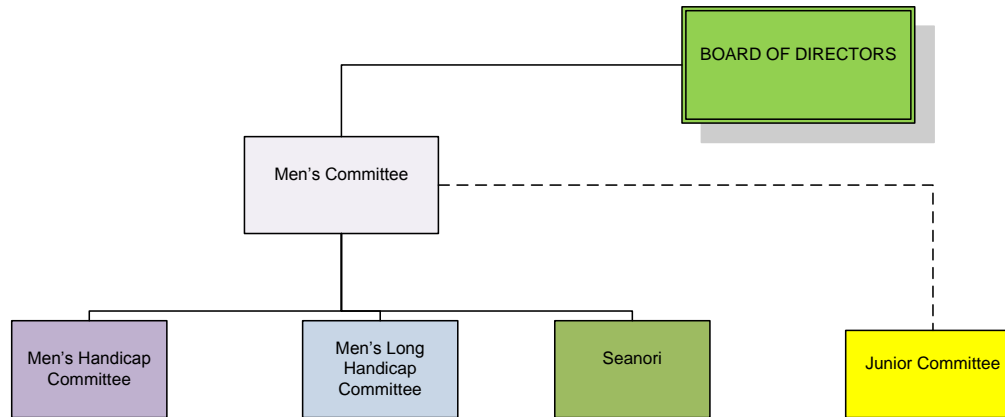 BOARD OF DIRECTORS
Men's Committee
Men's Handicap
Committee
Men's Long
Handicap
Committee
Seanori
Junior Committee